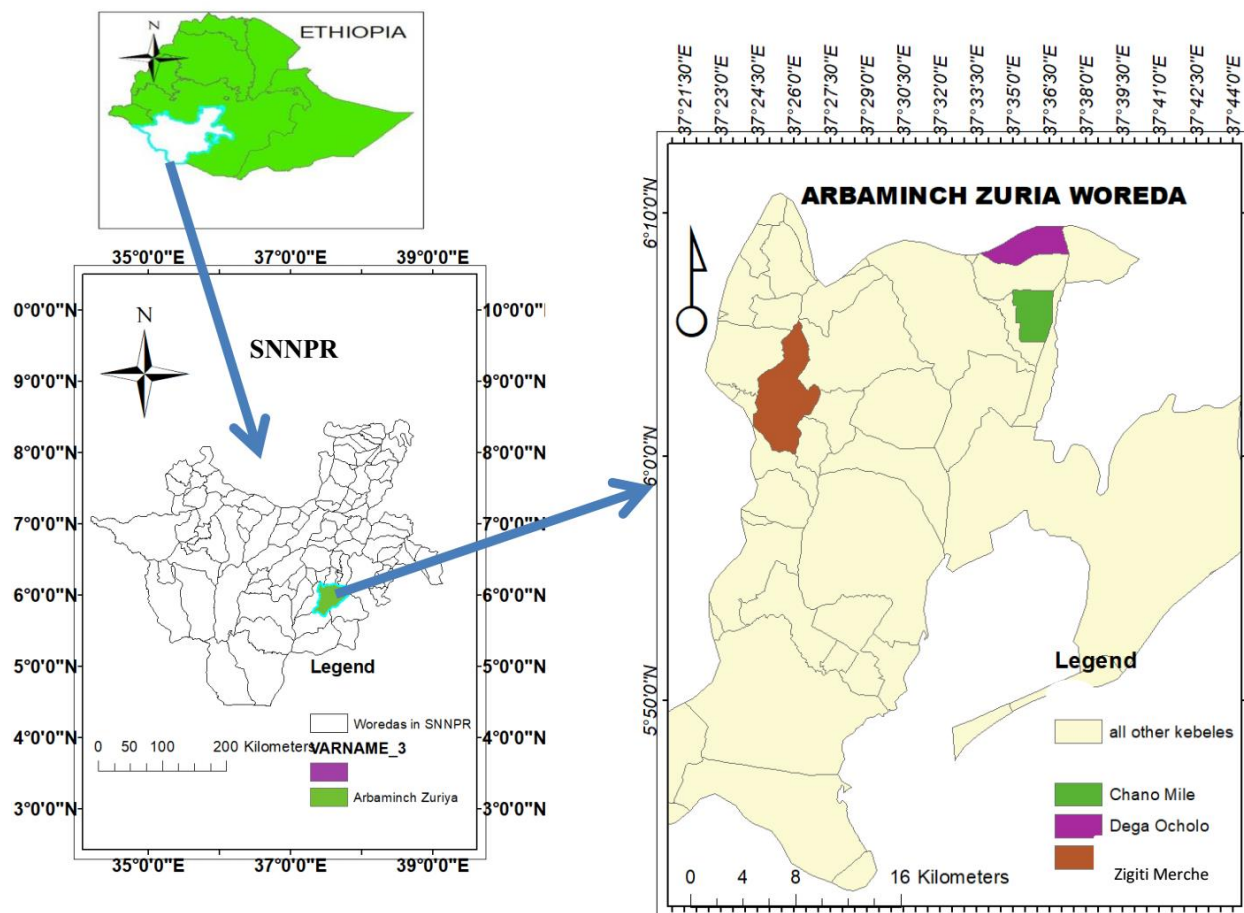 N
ETHIOPIA
35°0'0"E 37°0'0"E 39°0'0"E
0°0'0"N
9°0'0"N
8°0'0"N
7°0'0"N
6°0'0"N
5°0'0"N
4°0'0"N
3°0'0"N
10°0'0"N
9°0'0"N
8°0'0"N
7°0'0"N
6°0'0"N
5°0'0"N
4°0'0"N
3°0'0"N
N
SNNPR
Legend
Woredas in SNNPR
VARNAME_3
Arbaminch Zuriya
0 50 100 200 Kilometers
35°0'0"E 37°0'0"E 39°0'0"E
37°21'30"E
37°23'0"E
37°24'30"E
37°26'0"E
37°27'30"E
37°29'0"E
37°30'30"E
37°32'0"E
37°33'30"E
37°35'0"E
37°36'30"E
37°38'0"E
37°39'30"E
37°41'0"E
37°42'30"E
37°44'0"E
ARBAMINCH ZURIA WOREDA
6°10'0"N
6°0'0"N
5°50'0"N
Legend
all other kebeles
Chano Mile
Dega Ocholo
Zigiti Merche
0 4 8 16 Kilometers